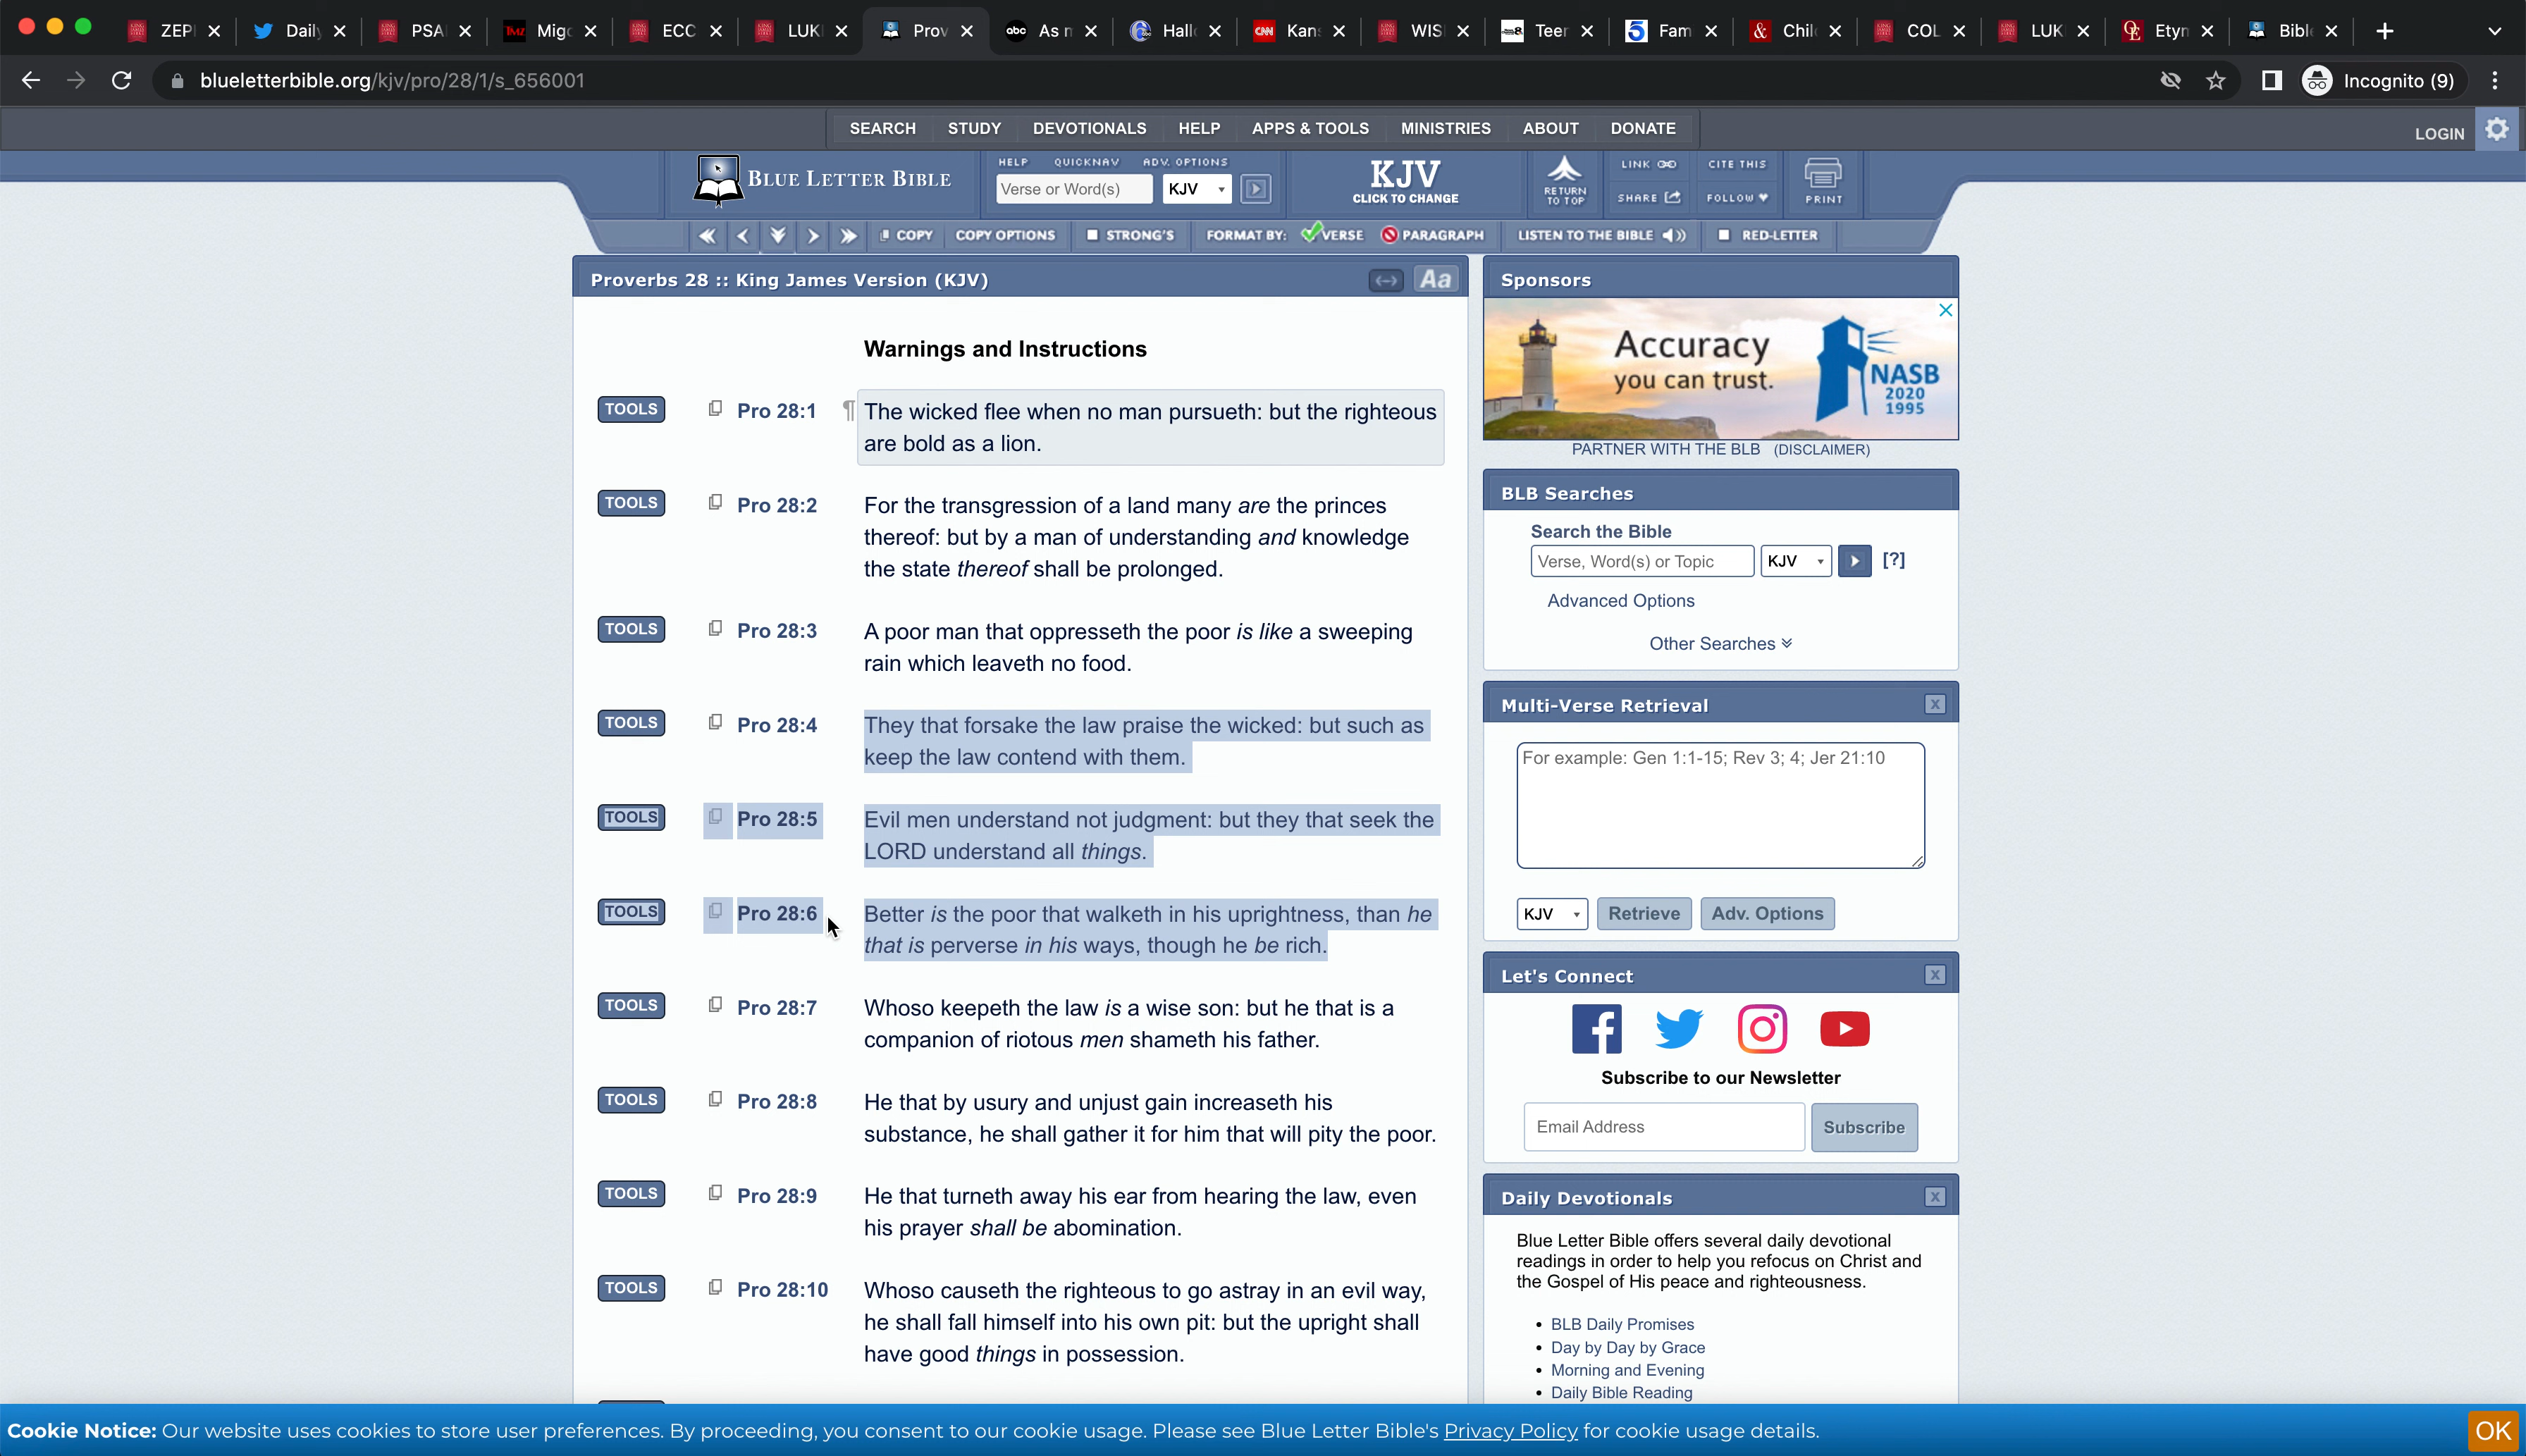 ZEPI
Daily
PSA
Migo
ECC
LUK
Prov
abc
As n
Hall
CNN
Kan
WIS
Teer
5
Fam
&
Chil
COL
LUK
OE
Etyn
Bible
blueletterbible.org/kjv/pro/28/1/s_656001
Incognito (9)
SEARCH STUDY DEVOTIONALS HELP APPS & TOOLS MINISTRIES ABOUT DONATE
LOGIN
BLUE LETTER BIBLE
HELP QUICKNAV ADV. OPTIONS
Verse or Word(s)
KJV
KJV
CLICK TO CHANGE
RETURN
TO TOP
LINK
CITE THIS
SHARE
FOLLOW
PRINT
COPY COPY OPTIONS STRONG'S FORMAT BY: VERSE PARAGRAPH LISTEN TO THE BIBLE RED-LETTER
Proverbs 28 :: King James Version (KJV)
Aa
Warnings and Instructions
TOOLS Pro 28:1 ¶ The wicked flee when no man pursueth: but the righteous
are bold as a lion.
TOOLS Pro 28:2 For the transgression of a land many are the princes
thereof: but by a man of understanding and knowledge
the state thereof shall be prolonged.
TOOLS Pro 28:3 A poor man that oppresseth the poor is like a sweeping
rain which leaveth no food.
TOOLS Pro 28:4 They that forsake the law praise the wicked: but such as
keep the law contend with them.
TOOLS Pro 28:5 Evil men understand not judgment: but they that seek the
LORD understand all things.
TOOLS Pro 28:6 Better is the poor that walketh in his uprightness, than he
that is perverse in his ways, though he be rich.
TOOLS Pro 28:7 Whoso keepeth the law is a wise son: but he that is a
companion of riotous men shameth his father.
TOOLS Pro 28:8 He that by usury and unjust gain increaseth his
substance, he shall gather it for him that will pity the poor.
TOOLS Pro 28:9 He that turneth away his ear from hearing the law, even
his prayer shall be abomination.
TOOLS Pro 28:10 Whoso causeth the righteous to go astray in an evil way,
he shall fall himself into his own pit: but the upright shall
have good things in possession.
Sponsors
Accuracy
you can trust.
NASB
2020
1995
PARTNER WITH THE BLB (DISCLAIMER)
BLB Searches
Search the Bible
Verse, Word(s) or Topic
KJV
[?]
Advanced Options
Other Searches
Multi-Verse Retrieval
X
For example: Gen 1:1-15; Rev 3; 4; Jer 21:10
KJV
Retrieve
Adv. Options
Let's Connect
X
Subscribe to our Newsletter
Email Address
Subscribe
Daily Devotionals
X
Blue Letter Bible offers several daily devotional
readings in order to help you refocus on Christ and
the Gospel of His peace and righteousness.
• BLB Daily Promises
• Day by Day by Grace
• Morning and Evening
• Daily Bible Reading
Cookie Notice: Our website uses cookies to store user preferences. By proceeding, you consent to our cookie usage. Please see Blue Letter Bible's Privacy Policy for cookie usage details.
OK